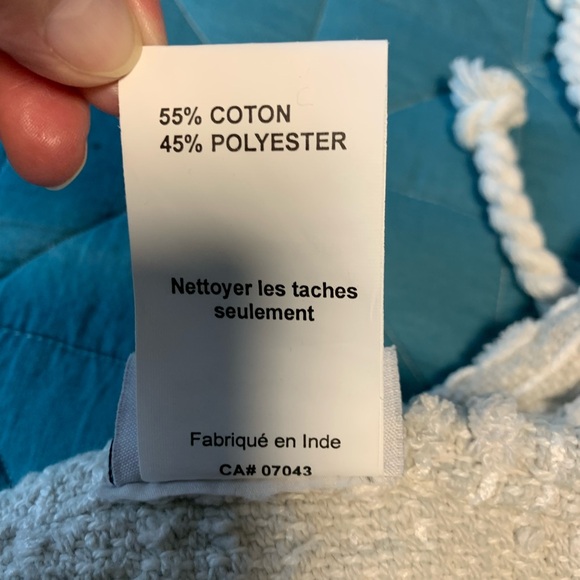 55% COTON
45% POLYESTER
Nettoyer les taches
seulement
Fabriqué en Inde
CA# 07043